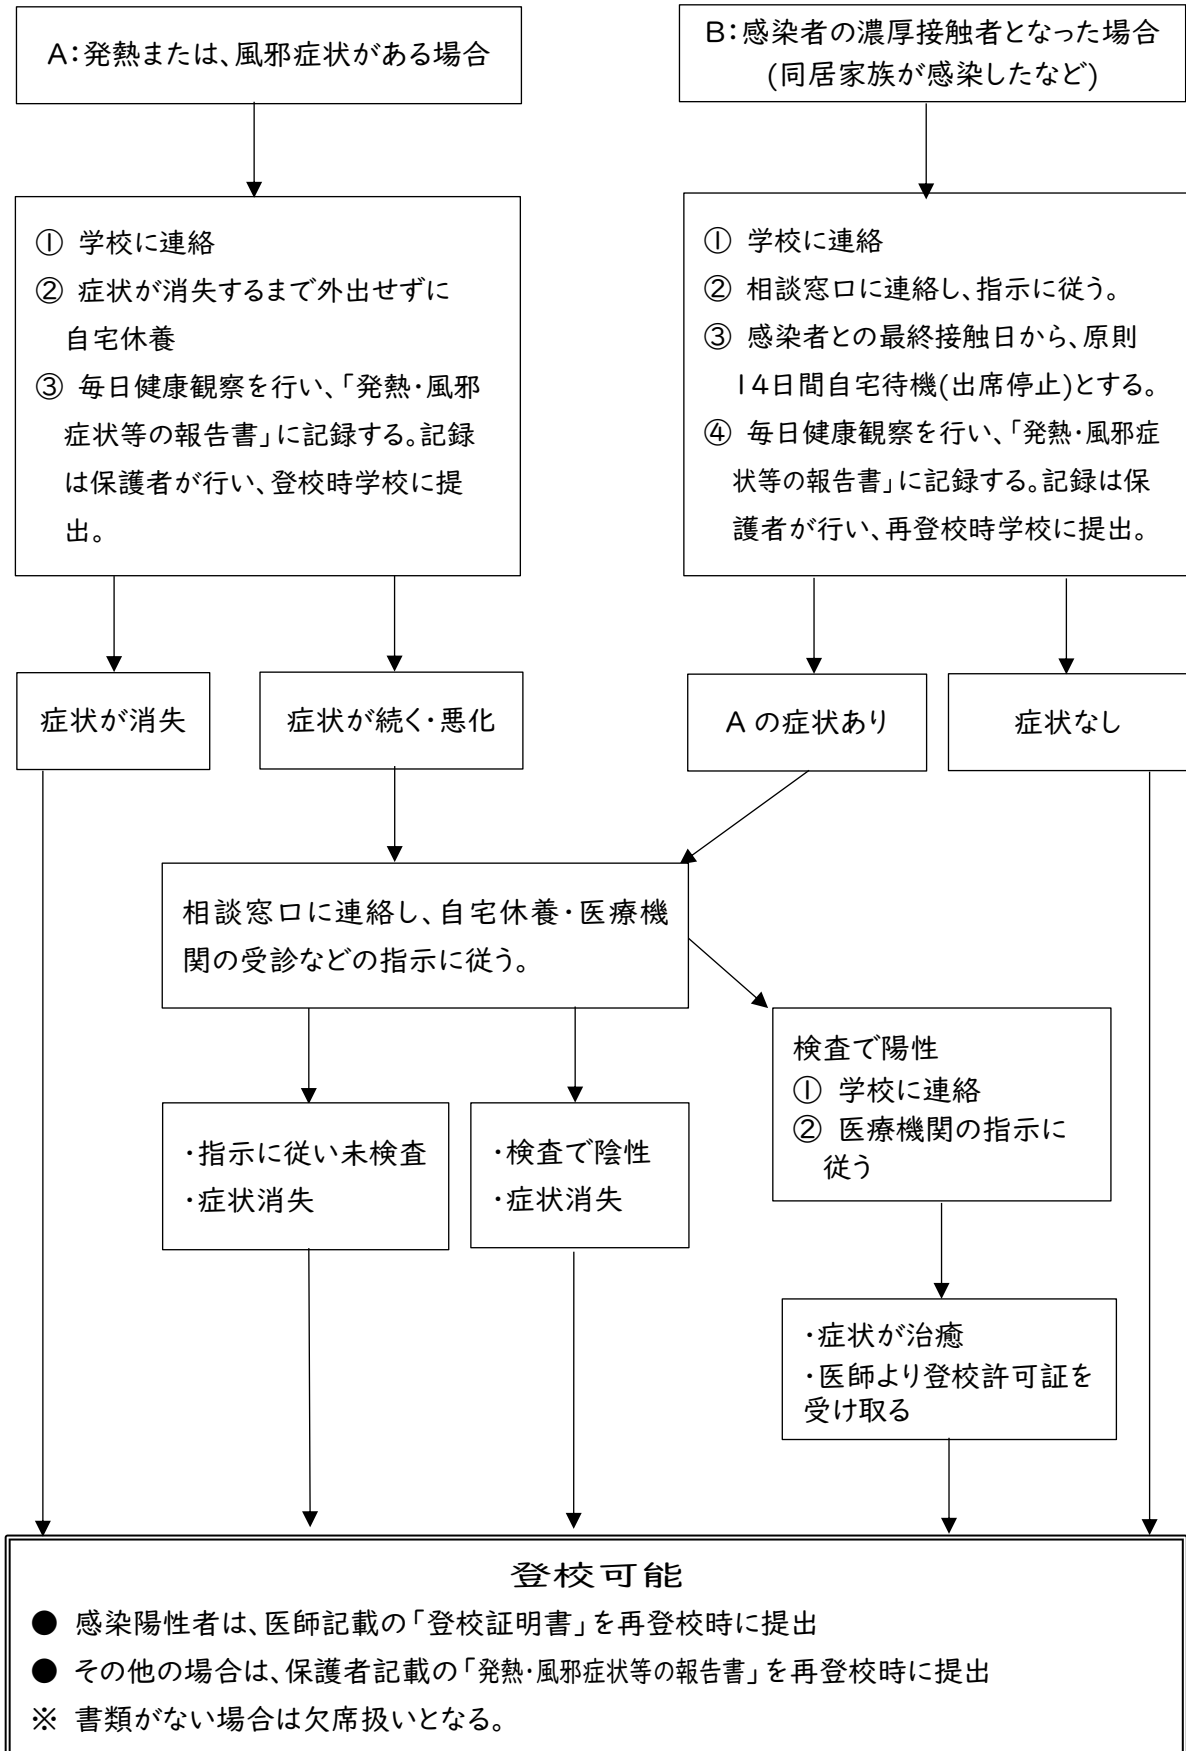 A：発熱または、風邪症状がある場合
B：感染者の濃厚接触者となった場合
(同居家族が感染したなど)
① 学校に連絡
② 症状が消失するまで外出せずに
自宅休養
③ 毎日健康観察を行い、「発熱・風邪
症状等の報告書」に記録する。記録
は保護者が行い、登校時学校に提
出。
① 学校に連絡
② 相談窓口に連絡し、指示に従う。
③ 感染者との最終接触日から、原則
14日間自宅待機(出席停止)とする。
④ 毎日健康観察を行い、「発熱・風邪症
状等の報告書」に記録する。記録は保
護者が行い、再登校時学校に提出。
症状が消失
症状が続く・悪化
A の症状あり
症状なし
相談窓口に連絡し、自宅休養・医療機
関の受診などの指示に従う。
検査で陽性
① 学校に連絡
② 医療機関の指示に
従う
・指示に従い未検査
・症状消失
・検査で陰性
・症状消失
・症状が治癒
・医師より登校許可証を
受け取る
登校可能
● 感染陽性者は、医師記載の「登校証明書」を再登校時に提出
● その他の場合は、保護者記載の「発熱・風邪症状等の報告書」を再登校時に提出
※ 書類がない場合は欠席扱いとなる。